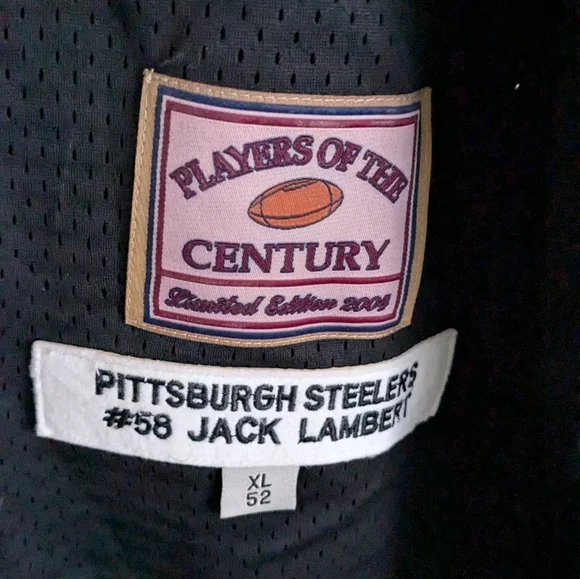 PLAYERS OF THE
CENTURY
Limited Edition 2004
PITTSBURGH STEELERS
#58 JACK LAMBERT
XL
52